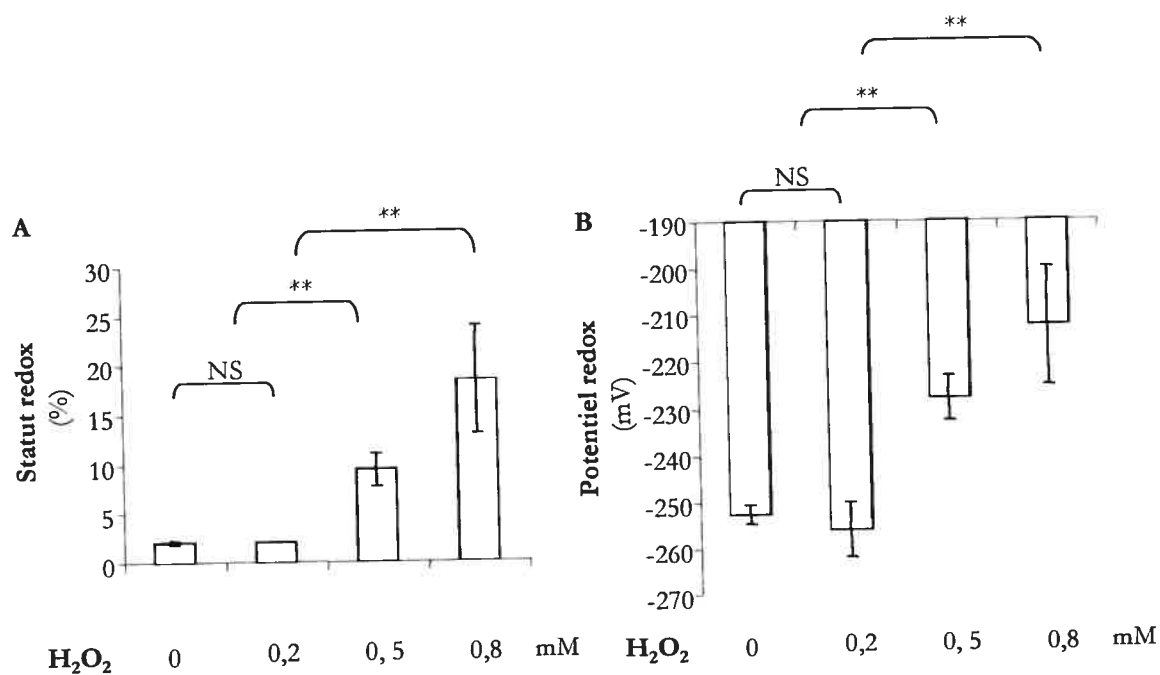 A
**
**
NS
30
25
20
15
10
5
0
Statut redox
(%)
H₂O₂ 0 0,2 0, 5 0,8 mM
B
**
**
NS
-190
-200
-210
-220
-230
-240
-250
-260
-270
Potentiel redox
(mV)
H₂O₂ 0 0,2 0, 5 0,8 mM